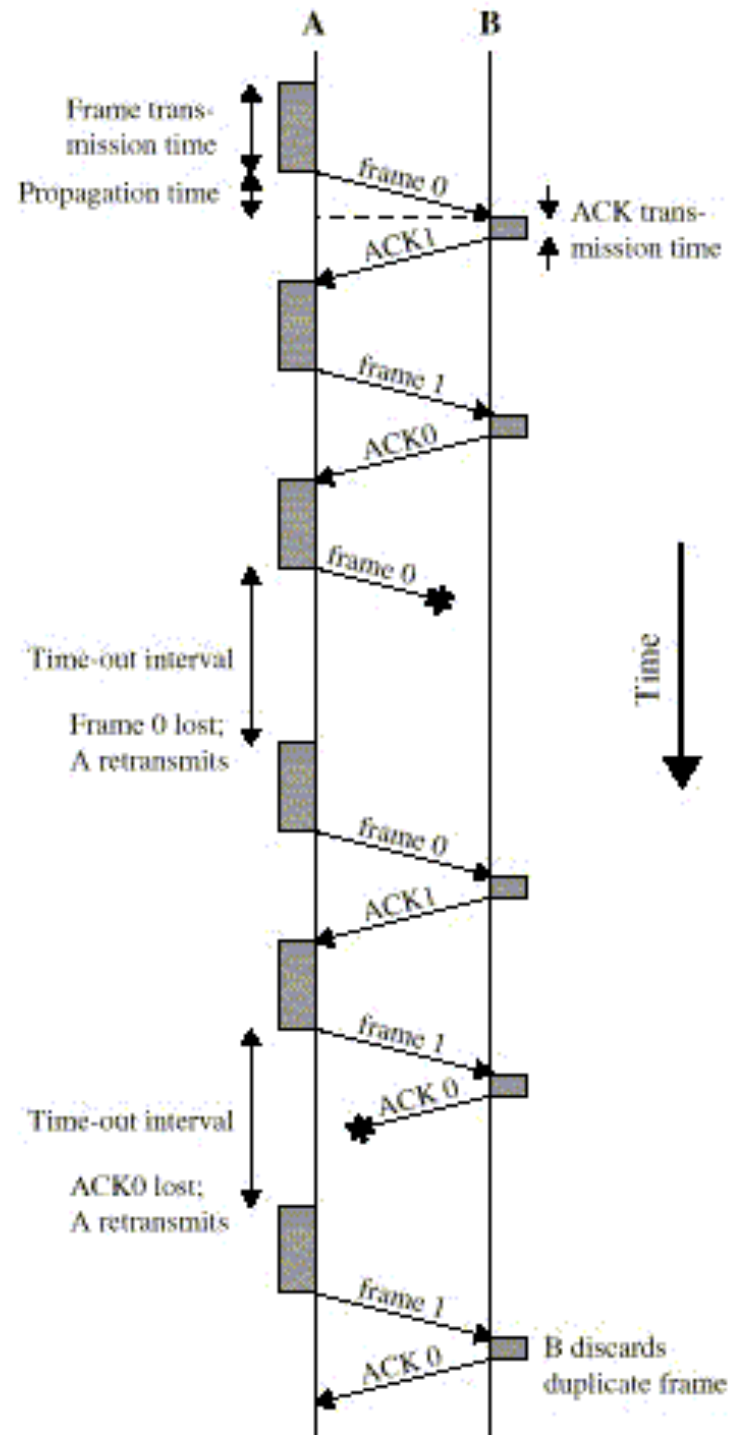 A
B
Frame trans-
mission time
frame 0
Propagation time
ACK trans-
mission time
ACK1
frame 1
ACK0
frame 0
Time-out interval
Time
Frame 0 lost;
A retransmits
frame 0
ACK1
frame 1
ACK 0
Time-out interval
ACK0 lost;
A retransmits
frame 1
B discards
duplicate frame
ACK 0